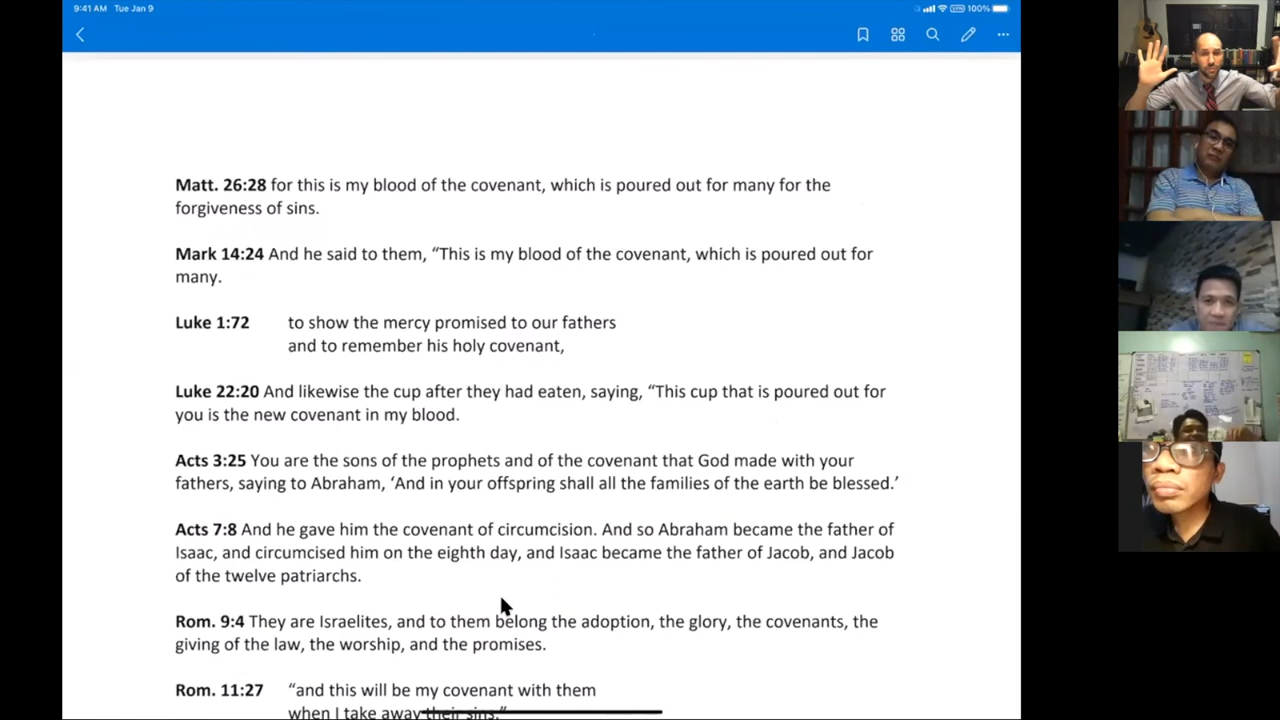 9:41 AM Tue Jan 9
VPN 100%
Matt. 26:28 for this is my blood of the covenant, which is poured out for many for the
forgiveness of sins.
Mark 14:24 And he said to them, “This is my blood of the covenant, which is poured out for
many.
Luke 1:72 to show the mercy promised to our fathers
and to remember his holy covenant,
Luke 22:20 And likewise the cup after they had eaten, saying, “This cup that is poured out for
you is the new covenant in my blood.
Acts 3:25 You are the sons of the prophets and of the covenant that God made with your
fathers, saying to Abraham, ‘And in your offspring shall all the families of the earth be blessed.’
Acts 7:8 And he gave him the covenant of circumcision. And so Abraham became the father of
Isaac, and circumcised him on the eighth day, and Isaac became the father of Jacob, and Jacob
of the twelve patriarchs.
Rom. 9:4 They are Israelites, and to them belong the adoption, the glory, the covenants, the
giving of the law, the worship, and the promises.
Rom. 11:27 “and this will be my covenant with them
when I take away their sins.”